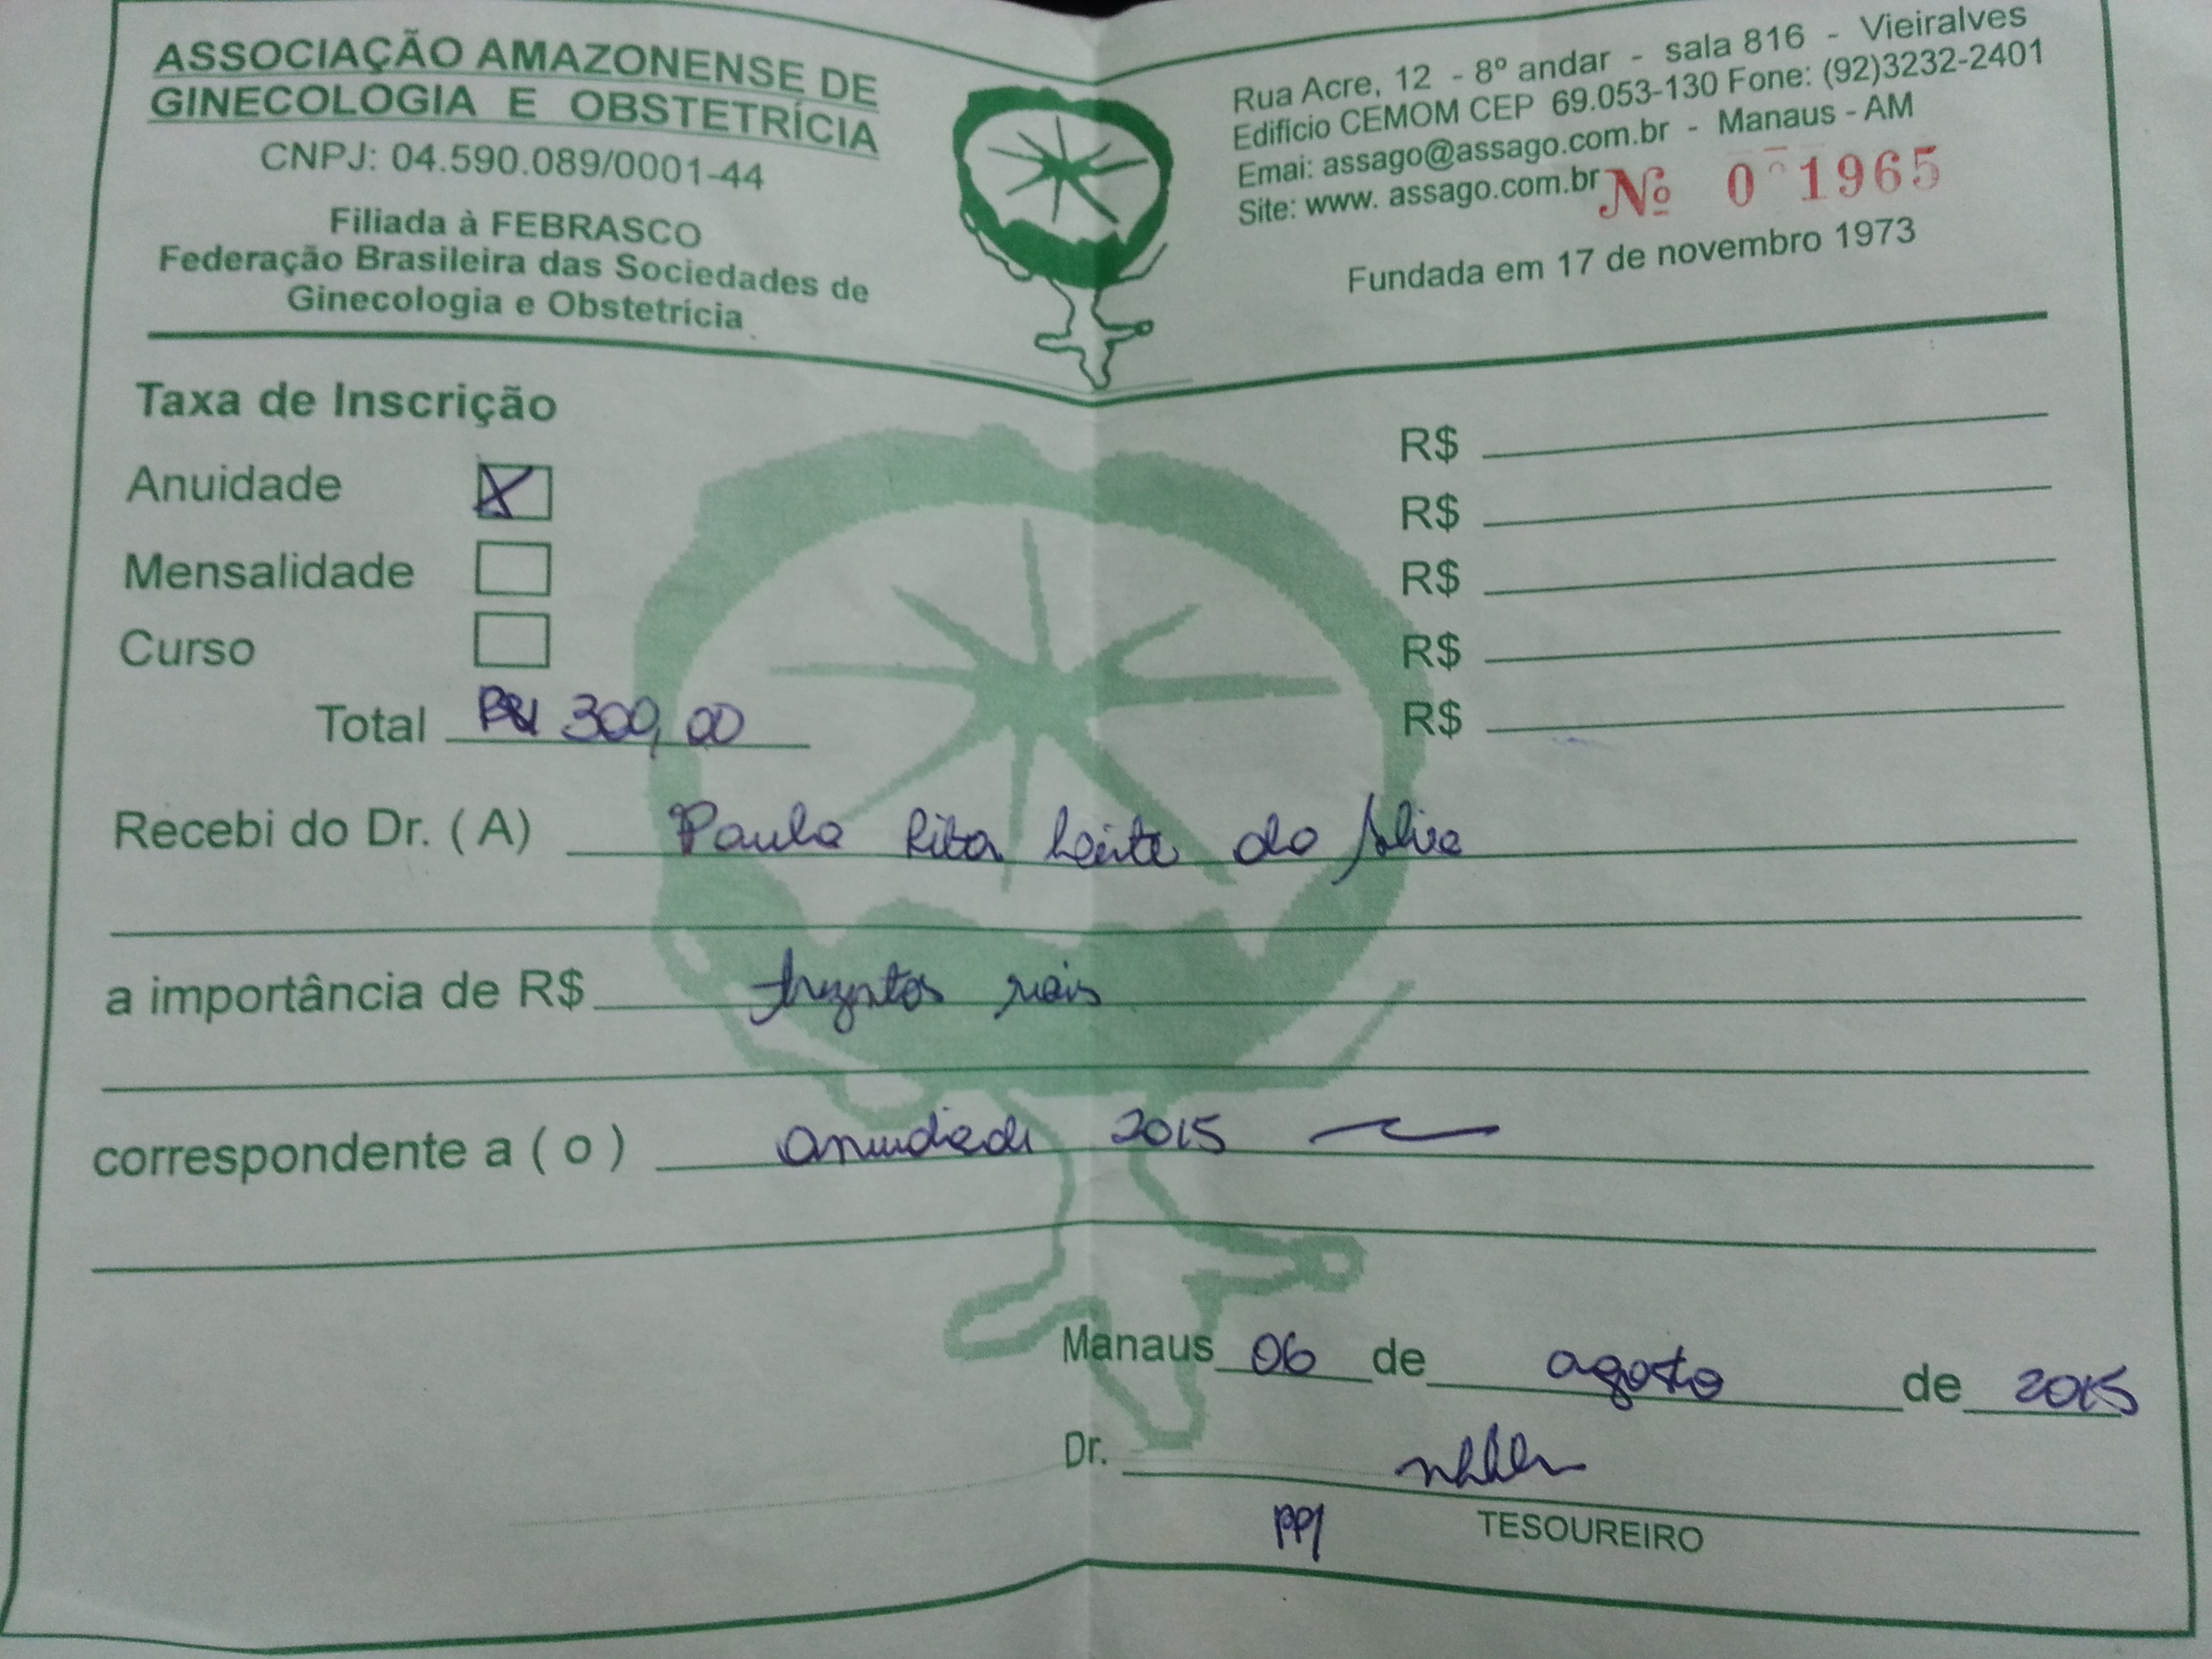 ASSOCIAÇÃO AMAZONENSE DE
GINECOLOGIA E OBSTETRÍCIA
CNPJ: 04.590.089/0001-44
Filiada à FEBRASCO
Federação Brasileira das Sociedades de
Ginecologia e Obstetrícia
Rua Acre, 12 - 8º andar - sala 816 - Vieiralves
Edifício CEMOM CEP 69.053-130 Fone: (92)3232-2401
Emai: assago@assago.com.br - Manaus - AM
Site: www. assago.com.br
Nº 0 1965
Fundada em 17 de novembro 1973
Taxa de Inscrição R$
Anuidade X R$
Mensalidade R$
Curso R$
Total R$ 300,00 R$
Recebi do Dr. ( A) Paula Rita Leite da Silva
a importância de R$ trezentos reais
correspondente a ( o ) anuidade 2015
Manaus 06 de agosto de 2015
Dr.
TESOUREIRO